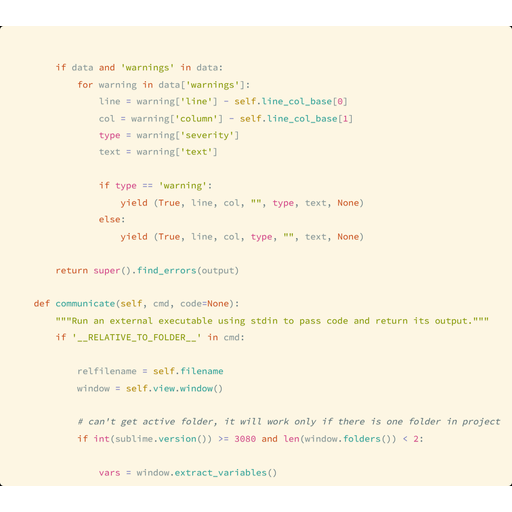 if data and 'warnings' in data:
for warning in data['warnings']:
line = warning['line'] - self.line_col_base[0]
col = warning['column'] - self.line_col_base[1]
type = warning['severity']
text = warning['text']
if type == 'warning':
yield (True, line, col, "", type, text, None)
else:
yield (True, line, col, type, "", text, None)
return super().find_errors(output)
def communicate(self, cmd, code=None):
"""Run an external executable using stdin to pass code and return its output."""
if '__RELATIVE_TO_FOLDER__' in cmd:
relfilename = self.filename
window = self.view.window()
# can't get active folder, it will work only if there is one folder in project
if int(sublime.version()) >= 3080 and len(window.folders()) < 2:
vars = window.extract_variables()